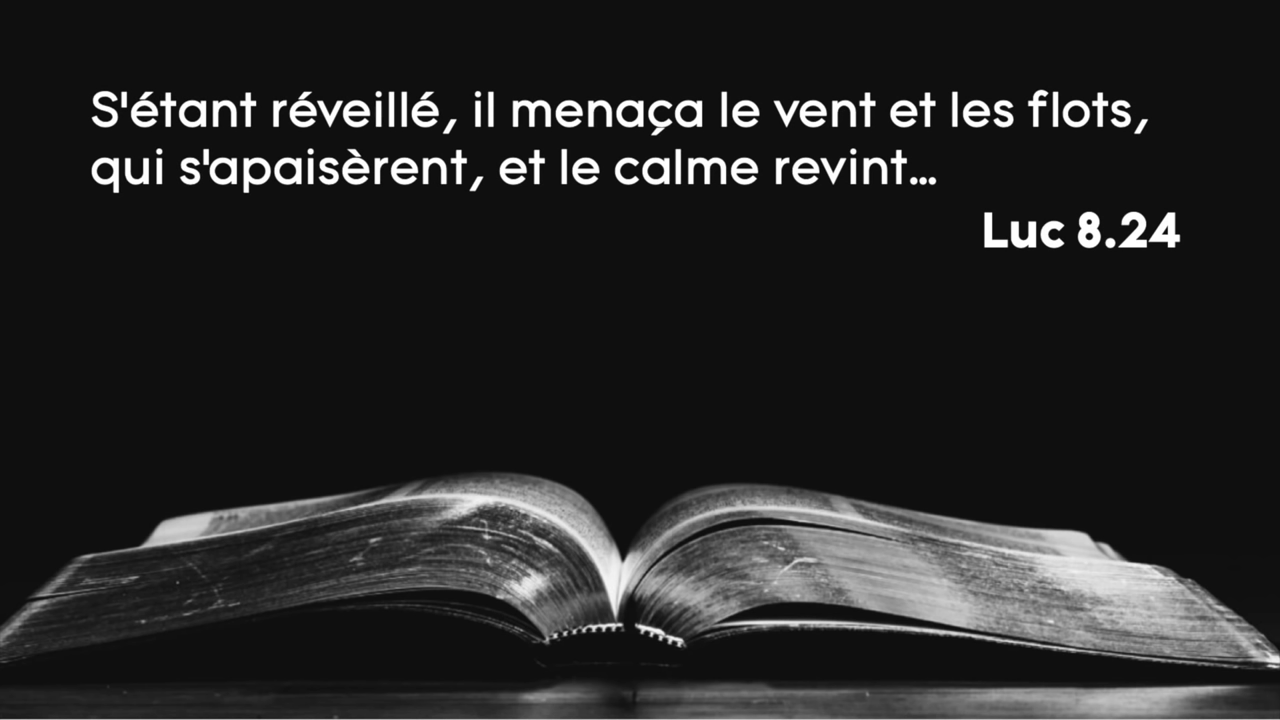 S'étant réveillé, il menaça le vent et les flots,
qui s'apaisèrent, et le calme revint...
Luc 8.24